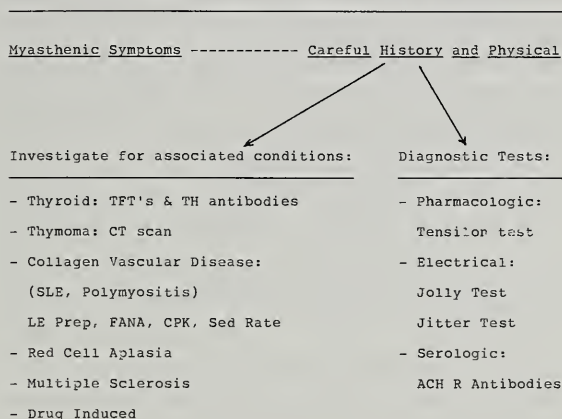 Myasthenic Symptoms ------------ Careful History and Physical
Investigate for associated conditions:
- Thyroid: TFT's & TH antibodies
- Thymoma: CT scan
- Collagen Vascular Disease:
(SLE, Polymyositis)
LE Prep, FANA, CPK, Sed Rate
- Red Cell Aplasia
- Multiple Sclerosis
- Drug Induced
Diagnostic Tests:
- Pharmacologic:
Tensilon test
- Electrical:
Jolly Test
Jitter Test
- Serologic:
ACH R Antibodies